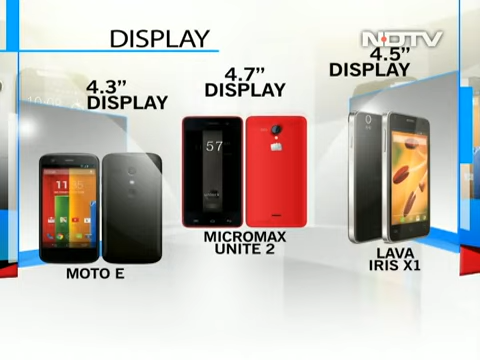 DISPLAY
NDTV
4.3”
DISPLAY
4.7”
DISPLAY
4.5”
DISPLAY
57
MOTO E
MICROMAX
UNITE 2
LAVA
IRIS X1